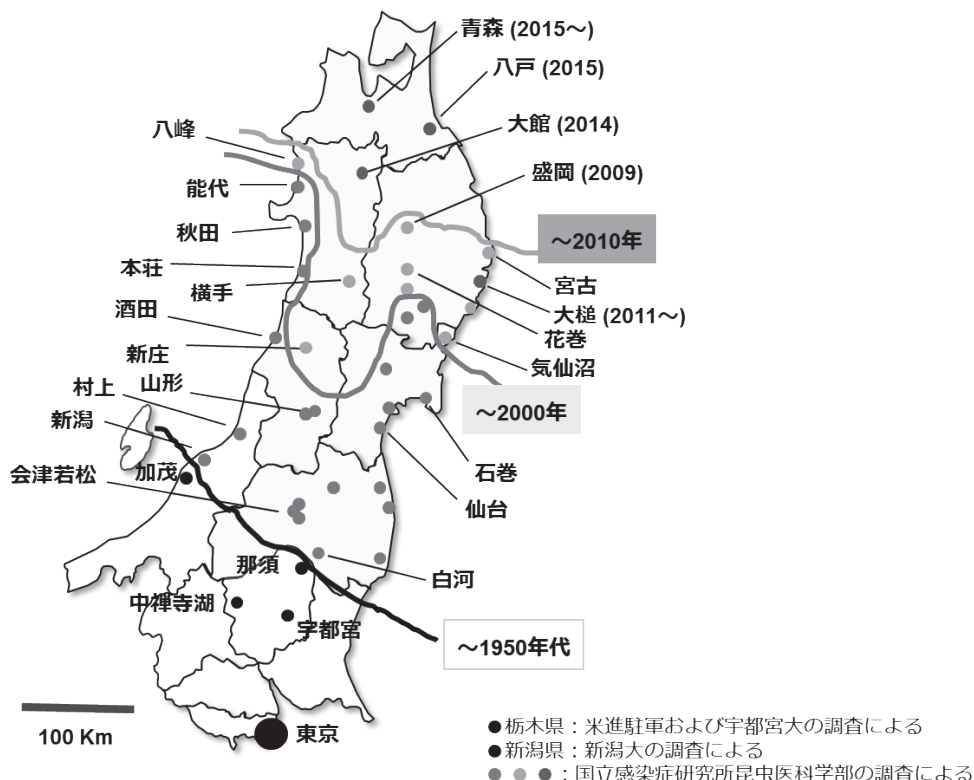 青森 (2015～)
八戸 (2015)
八峰
大館 (2014)
能代
盛岡 (2009)
秋田
～2010年
本荘
横手
宮古
酒田
大槌 (2011～)
花巻
新庄
気仙沼
村上
山形
～2000年
新潟
会津若松
加茂
石巻
仙台
那須
白河
中禅寺湖
宇都宮
～1950年代
100 Km
東京
●栃木県：米進駐軍および宇都宮大の調査による
●新潟県：新潟大の調査による
● ● ●：国立感染症研究所昆虫医科学部の調査による